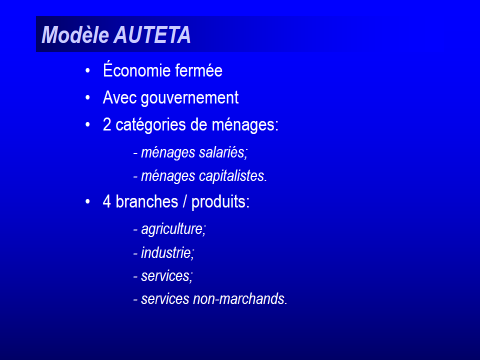 Modèle AUTETA
• Économie fermée
• Avec gouvernement
• 2 catégories de ménages:
- ménages salariés;
- ménages capitalistes.
• 4 branches / produits:
- agriculture;
- industrie;
- services;
- services non-marchands.